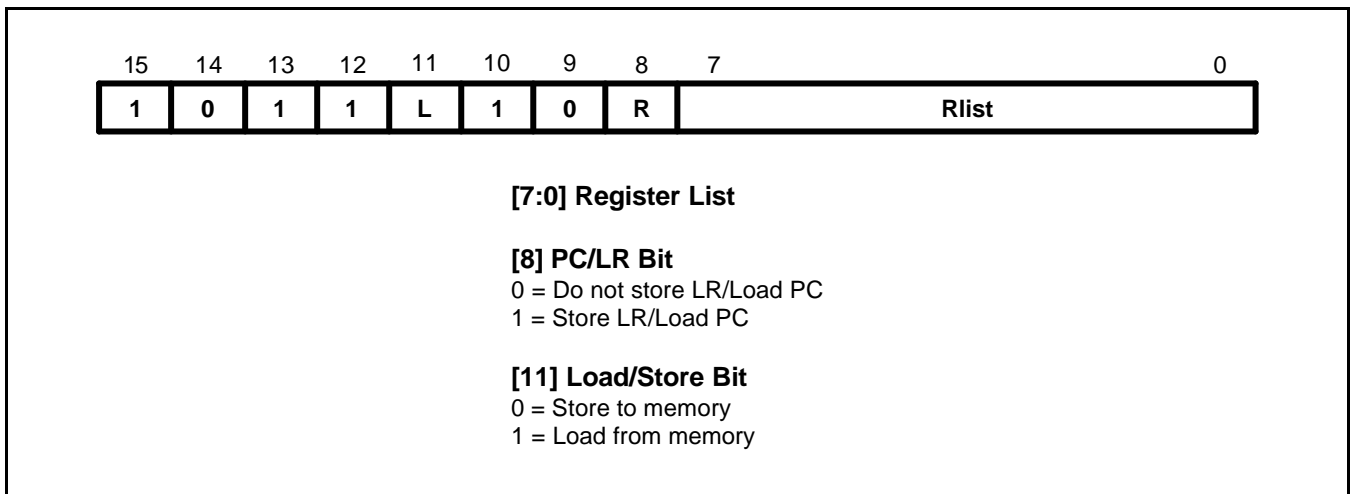 15 14 13 12 11 10 9 8 7 0
1 0 1 1 L 1 0 R Rlist
[7:0] Register List
[8] PC/LR Bit
0 = Do not store LR/Load PC
1 = Store LR/Load PC
[11] Load/Store Bit
0 = Store to memory
1 = Load from memory